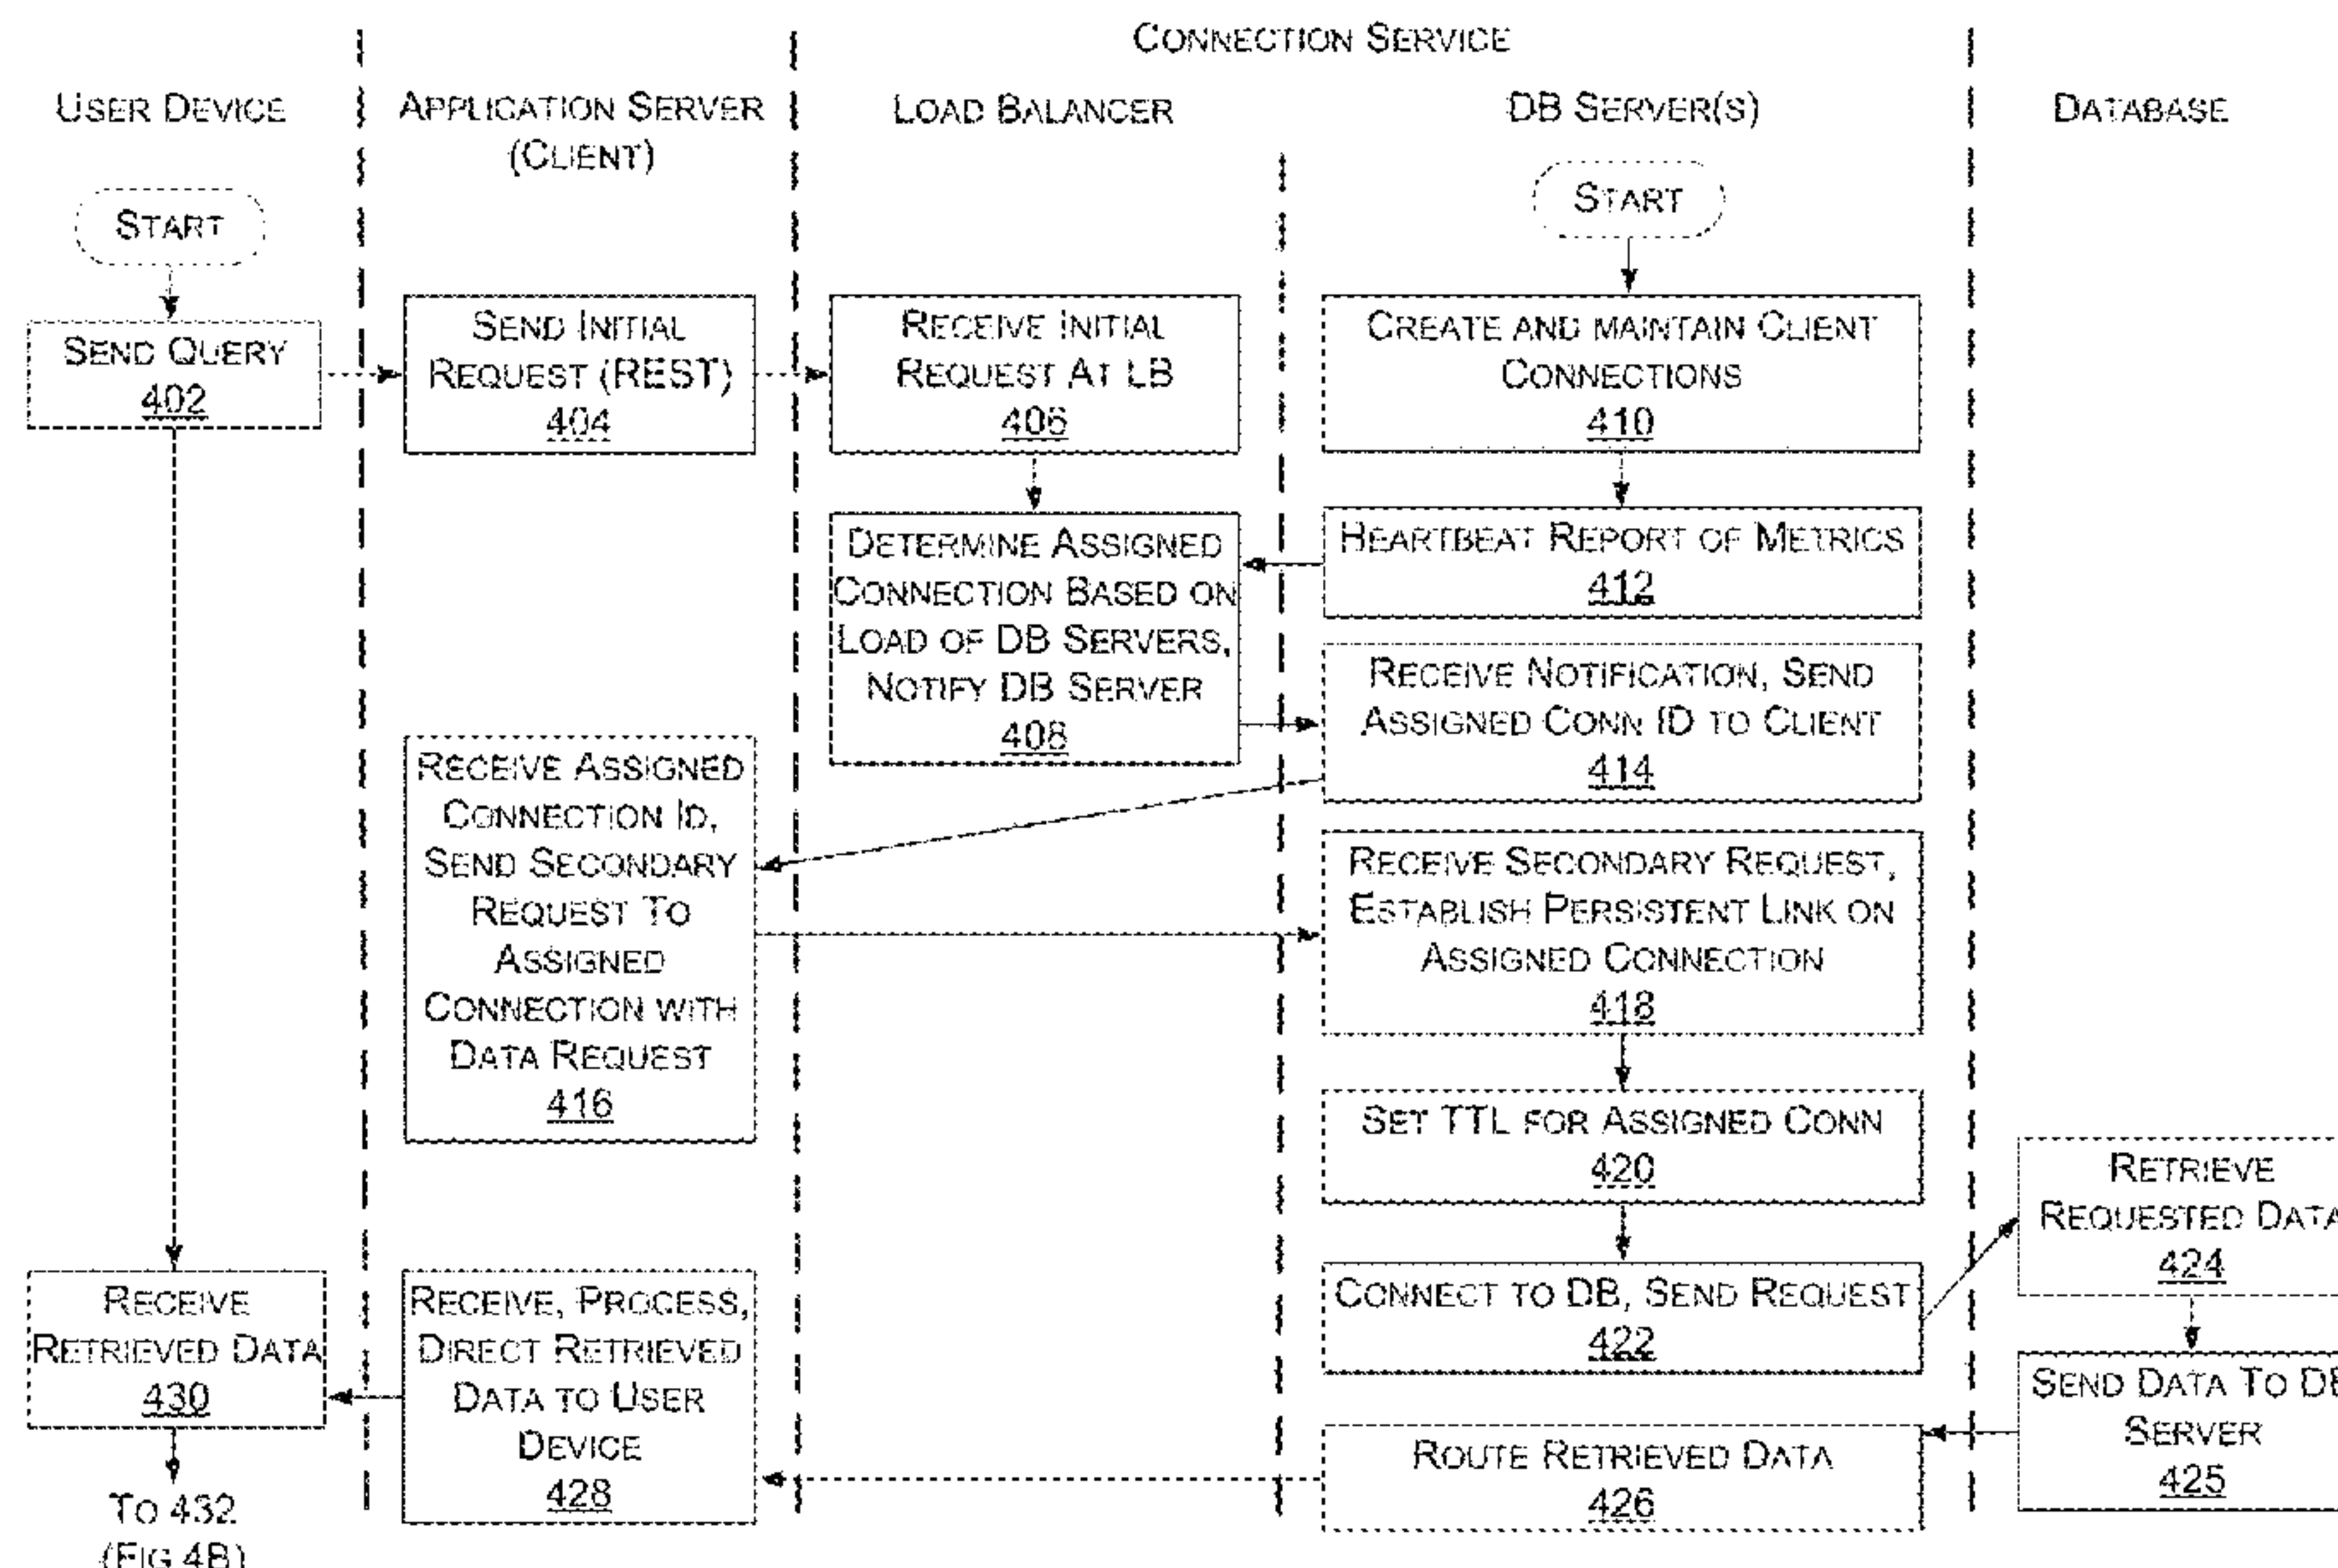 CONNECTION SERVICE
USER DEVICE
APPLICATION SERVER
(CLIENT)
LOAD BALANCER
DB SERVER(S)
DATABASE
START
START
SEND QUERY
402
SEND INITIAL
REQUEST (REST)
404
RECEIVE INITIAL
REQUEST AT LB
406
CREATE AND MAINTAIN CLIENT
CONNECTIONS
410
DETERMINE ASSIGNED
CONNECTION BASED ON
LOAD OF DB SERVERS,
NOTIFY DB SERVER
408
HEARTBEAT REPORT OF METRICS
412
RECEIVE NOTIFICATION, SEND
ASSIGNED CONN ID TO CLIENT
414
RECEIVE ASSIGNED
CONNECTION ID,
SEND SECONDARY
REQUEST TO
ASSIGNED
CONNECTION WITH
DATA REQUEST
416
RECEIVE SECONDARY REQUEST,
ESTABLISH PERSISTENT LINK ON
ASSIGNED CONNECTION
418
SET TTL FOR ASSIGNED CONN
420
CONNECT TO DB, SEND REQUEST
422
RETRIEVE
REQUESTED DATA
424
SEND DATA TO DB
SERVER
425
ROUTE RETRIEVED DATA
426
RECEIVE, PROCESS,
DIRECT RETRIEVED
DATA TO USER
DEVICE
428
RECEIVE
RETRIEVED DATA
430
TO 432
(FIG 4B)